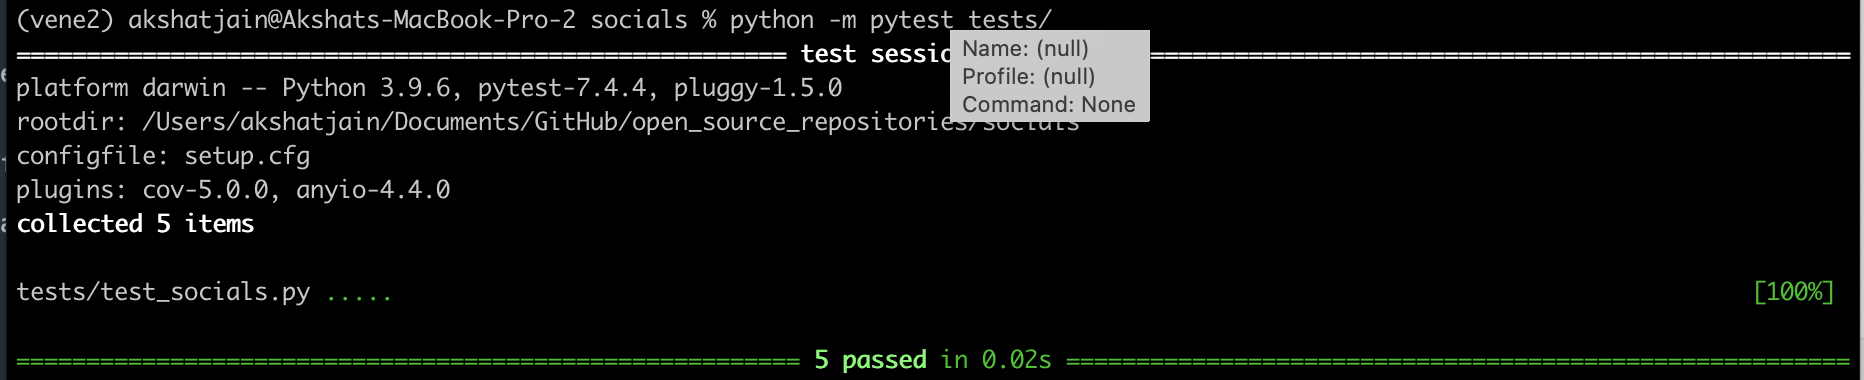 (vene2) akshatjain@Akshats-MacBook-Pro-2 socials % python -m pytest tests/
============================ test sessio ============================
Name: (null)
Profile: (null)
Command: None
platform darwin -- Python 3.9.6, pytest-7.4.4, pluggy-1.5.0
rootdir: /Users/akshatjain/Documents/GitHub/open_source_repositories/socials
configfile: setup.cfg
plugins: cov-5.0.0, anyio-4.4.0
collected 5 items
tests/test_socials.py ..... [100%]
============================ 5 passed in 0.02s ============================